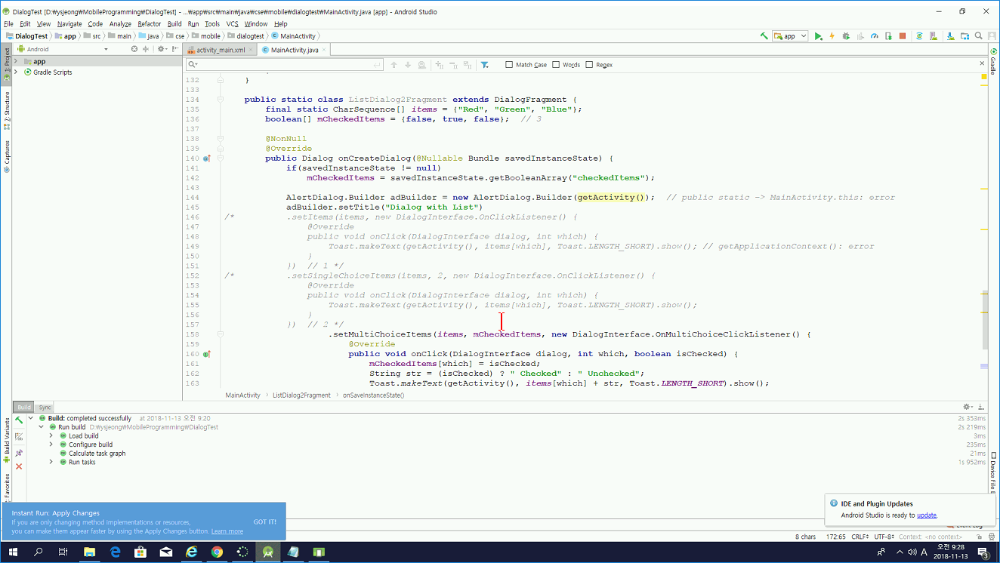 DialogTest [D:₩ysjeong₩MobileProgramming₩DialogTest] - ...₩app₩src₩main₩java₩cse₩mobile₩dialogtest₩MainActivity.java [app] - Android Studio
File Edit View Navigate Code Analyze Refactor Build Run Tools VCS Window Help
DialogTest app src main java cse mobile dialogtest MainActivity app
1: Project
Android
activity_main.xml MainActivity.java
Gradle
app
Match Case Words Regex
Gradle Scripts
132 }
133
134 public static class ListDialog2Fragment extends DialogFragment {
135 final static CharSequence[] items = {"Red", "Green", "Blue"};
136 boolean[] mCheckedItems = {false, true, false}; // 3
137
138 @NonNull
139 @Override
140 public Dialog onCreateDialog(@Nullable Bundle savedInstanceState) {
141 if(savedInstanceState != null)
142 mCheckedItems = savedInstanceState.getBooleanArray("checkedItems");
143
144 AlertDialog.Builder adBuilder = new AlertDialog.Builder(getActivity()); // public static -> MainActivity.this: error
145 adBuilder.setTitle("Dialog with List")
146 /* .setItems(items, new DialogInterface.OnClickListener() {
147 @Override
148 public void onClick(DialogInterface dialog, int which) {
149 Toast.makeText(getActivity(), items[which], Toast.LENGTH_SHORT).show(); // getApplicationContext(): error
150 }
151 }) // 1 */
152 /* .setSingleChoiceItems(items, 2, new DialogInterface.OnClickListener() {
153 @Override
154 public void onClick(DialogInterface dialog, int which) {
155 Toast.makeText(getActivity(), items[which], Toast.LENGTH_SHORT).show();
156 }
157 }) // 2 */
158 .setMultiChoiceItems(items, mCheckedItems, new DialogInterface.OnMultiChoiceClickListener() {
159 @Override
160 public void onClick(DialogInterface dialog, int which, boolean isChecked) {
161 mCheckedItems[which] = isChecked;
162 String str = (isChecked) ? " Checked" : " Unchecked";
163 Toast.makeText(getActivity(), items[which] + str, Toast.LENGTH_SHORT).show();
Z: Structure
Captures
MainActivity ListDialog2Fragment onSaveInstanceState()
Build Sync
Build: completed successfully at 2018-11-13 오전 9:20 2s 353ms
Run build D:₩ysjeong₩MobileProgramming₩DialogTest 2s 219ms
Load build 3ms
Configure build 235ms
Calculate task graph 21ms
Run tasks 1s 952ms
Build Variants
Favorites
Device File E
Instant Run: Apply Changes
If you are only changing method implementations or resources,
you can make them appear faster by using the Apply Changes button. Learn more
GOT IT!
IDE and Plugin Updates
Android Studio is ready to update.
Event Log
8 chars 172:65 CRLF UTF-8 Context: <no context>
A 오전 9:28
2018-11-13
3